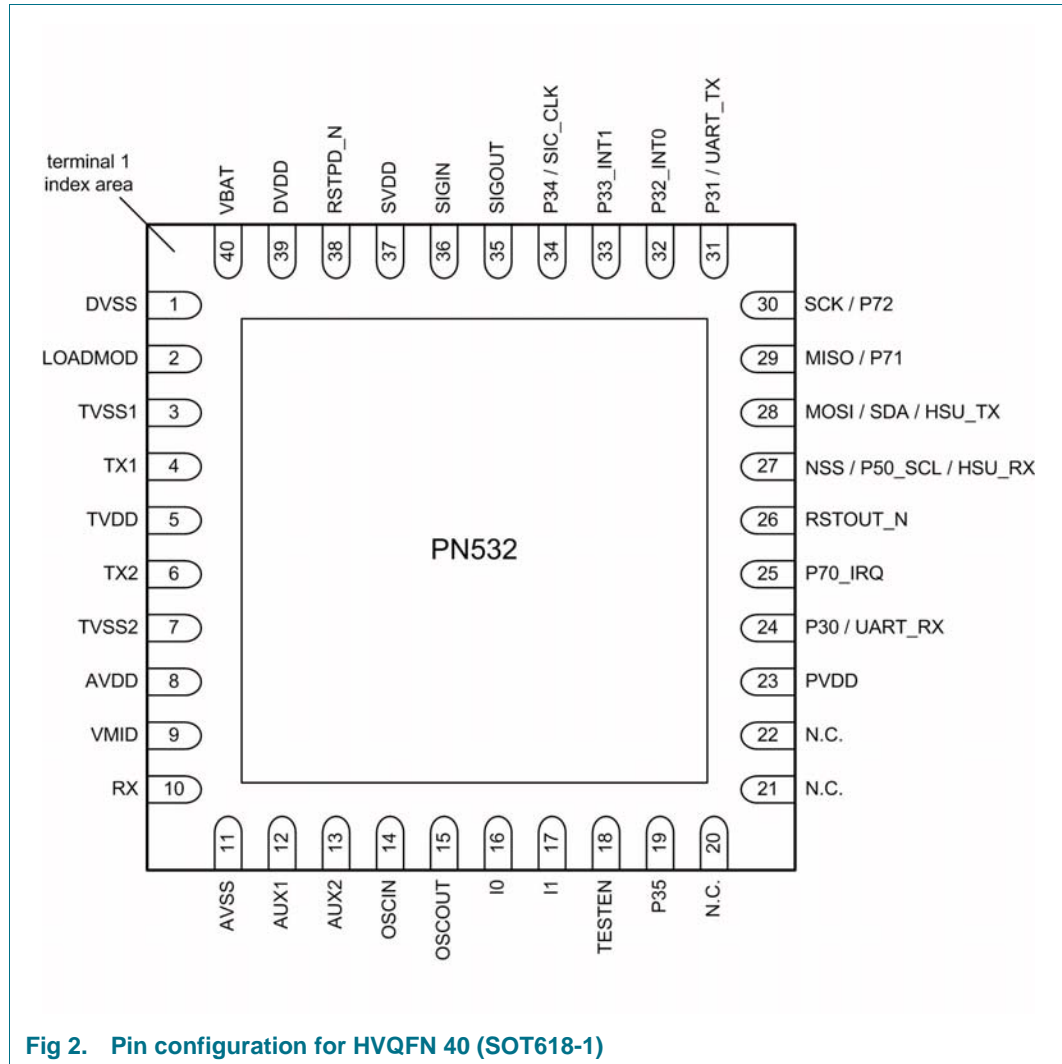 terminal 1
index area
VBAT
DVDD
RSTPD_N
SVDD
SIGIN
SIGOUT
P34 / SIC_CLK
P33_INT1
P32_INT0
P31 / UART_TX
40
39
38
37
36
35
34
33
32
31
DVSS 1
LOADMOD 2
TVSS1 3
TX1 4
TVDD 5
TX2 6
TVSS2 7
AVDD 8
VMID 9
RX 10
PN532
30 SCK / P72
29 MISO / P71
28 MOSI / SDA / HSU_TX
27 NSS / P50_SCL / HSU_RX
26 RSTOUT_N
25 P70_IRQ
24 P30 / UART_RX
23 PVDD
22 N.C.
21 N.C.
11
12
13
14
15
16
17
18
19
20
AVSS
AUX1
AUX2
OSCIN
OSCOUT
I0
I1
TESTEN
P35
N.C.
Fig 2. Pin configuration for HVQFN 40 (SOT618-1)